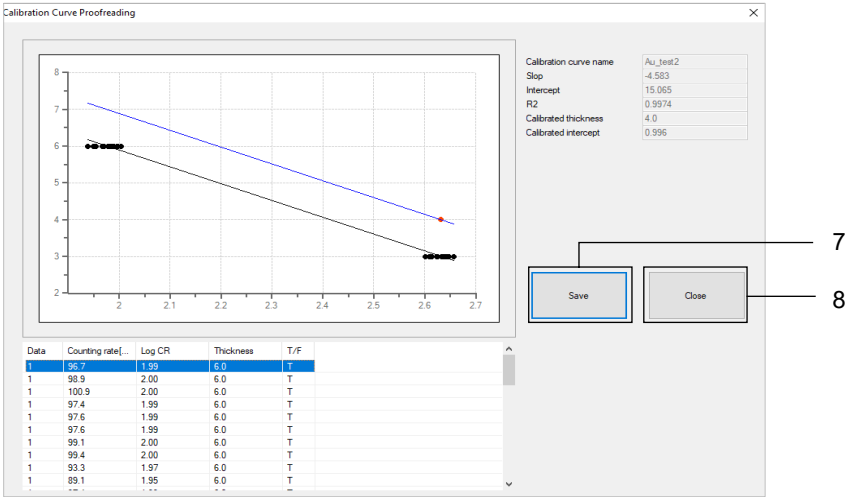 Calibration Curve Proofreading
Calibration curve name Au_test2
Slop -4.583
Intercept 15.065
R2 0.9974
Calibrated thickness 4.0
Calibrated intercept 0.996
8
7
6
5
4
3
2
2 2.1 2.2 2.3 2.4 2.5 2.6 2.7
Save
Close
7
8
Data Counting rate[... Log CR Thickness T/F
1 96.7 1.99 6.0 T
1 98.9 2.00 6.0 T
1 100.9 2.00 6.0 T
1 97.4 1.99 6.0 T
1 97.6 1.99 6.0 T
1 97.6 1.99 6.0 T
1 99.1 2.00 6.0 T
1 99.4 2.00 6.0 T
1 93.3 1.97 6.0 T
1 89.1 1.95 6.0 T